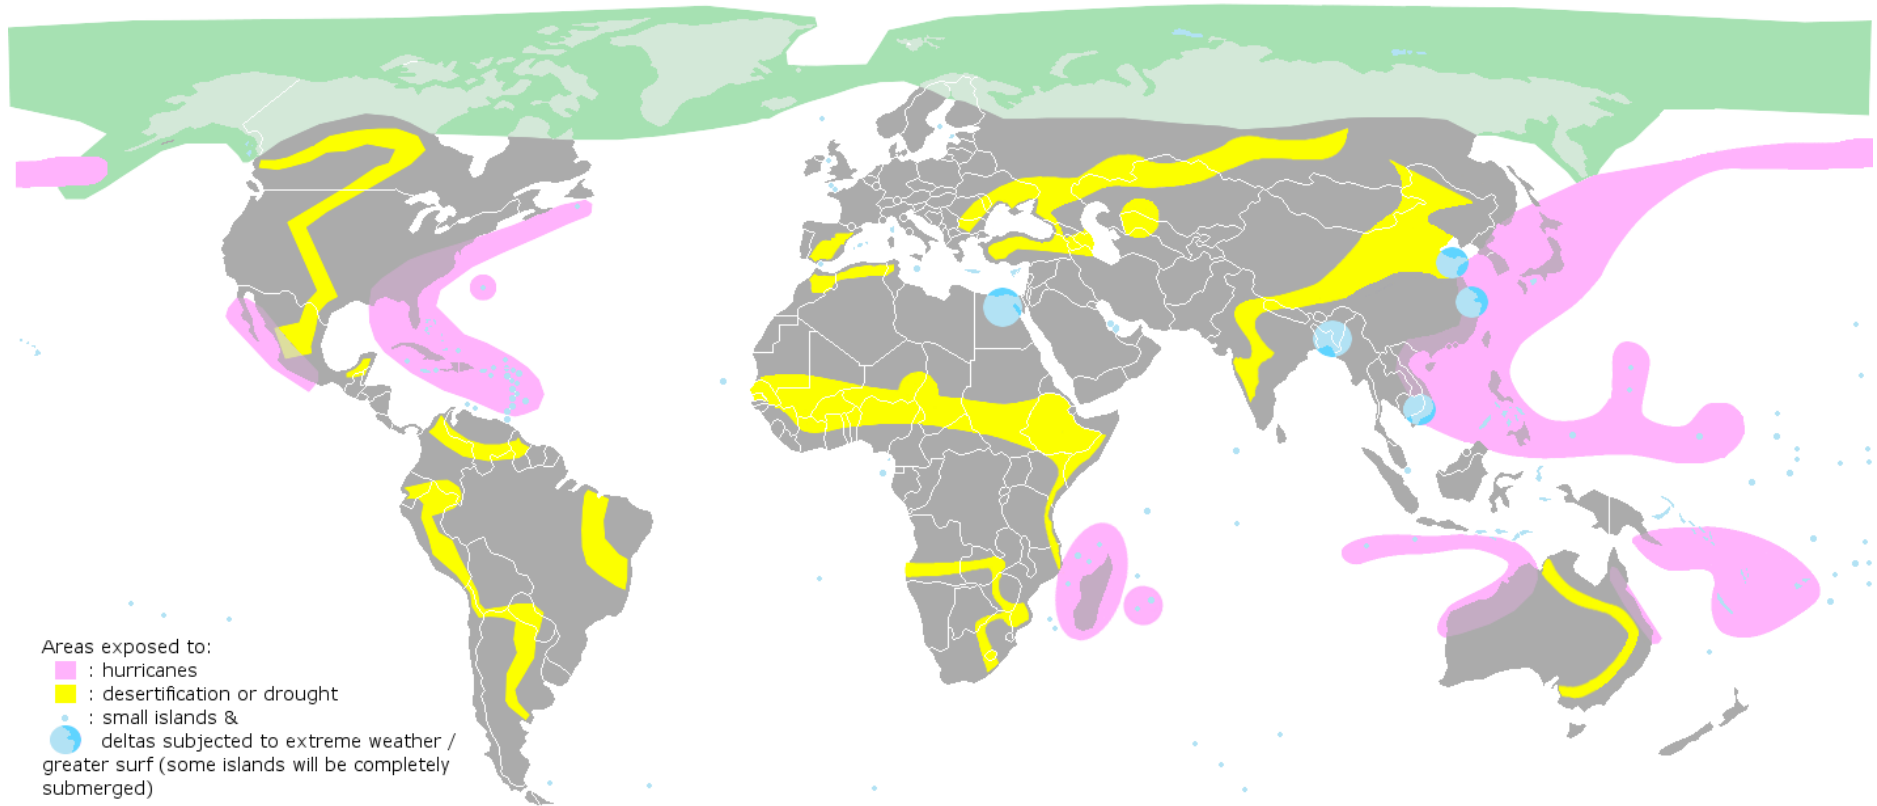 Areas exposed to:
: hurricanes
: desertification or drought
: small islands &
deltas subjected to extreme weather /
greater surf (some islands will be completely
submerged)